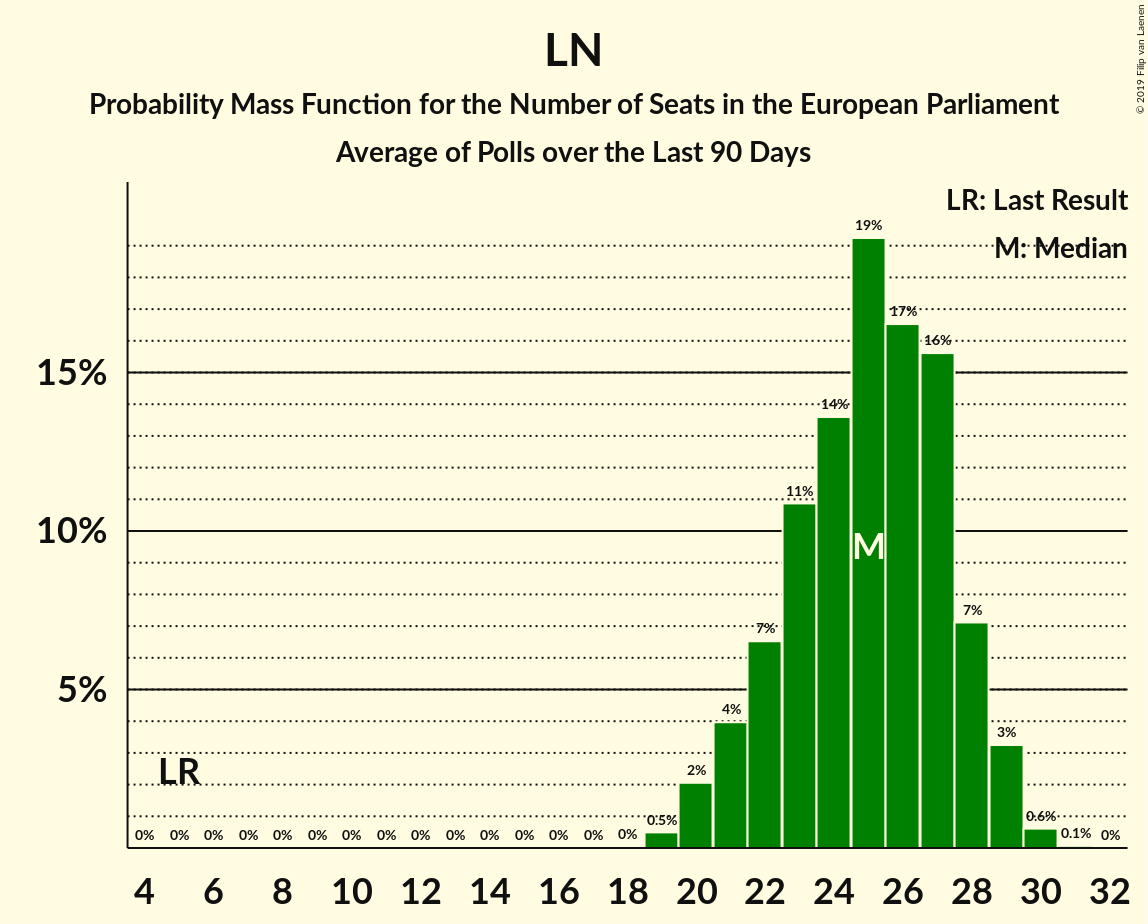 LN
Probability Mass Function for the Number of Seats in the European Parliament
Average of Polls over the Last 90 Days
© 2019 Filip van Laenen
LR: Last Result
M: Median
15%
10%
5%
19%
17%
16%
14%
11%
M
7%
7%
4%
3%
2%
LR
0% 0% 0% 0% 0% 0% 0% 0% 0% 0% 0% 0% 0% 0% 0% 0.5% 0.6% 0.1% 0%
4 6 8 10 12 14 16 18 20 22 24 26 28 30 32